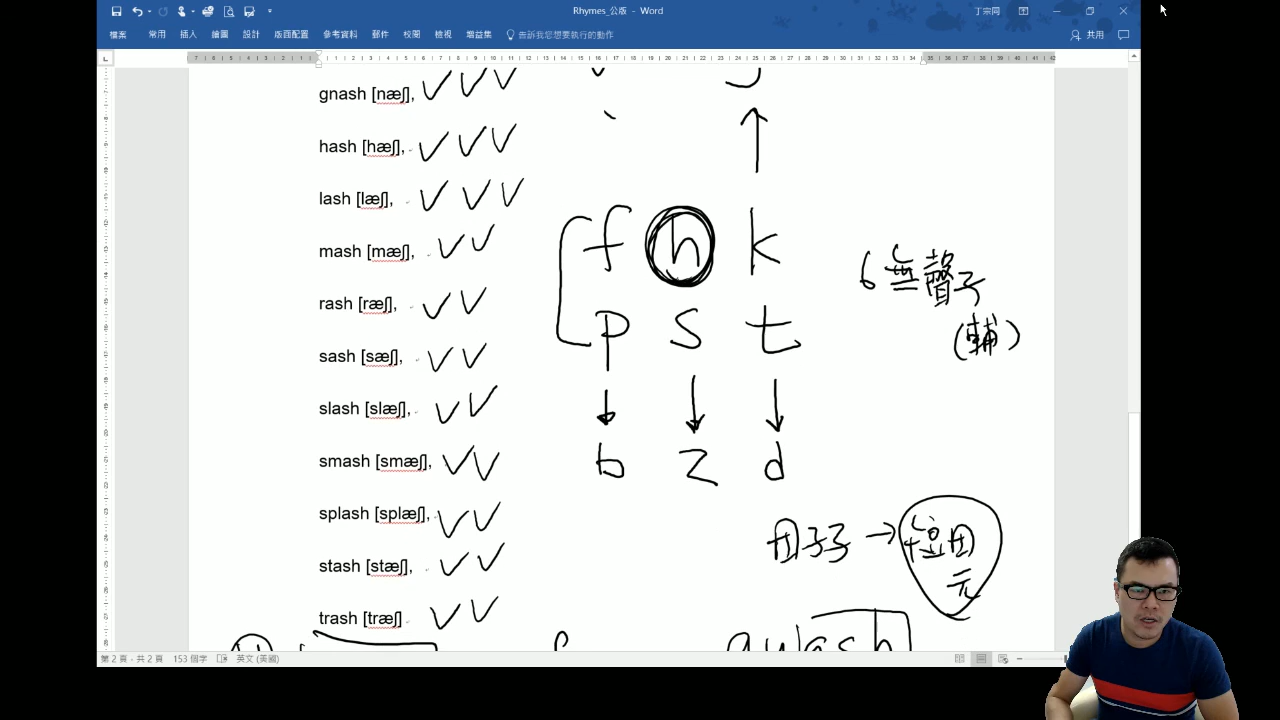 Rhymes_公版 - Word
丁宗同
檔案 常用 插入 繪圖 設計 版面配置 參考資料 郵件 校閱 檢視 增益集 告訴我您想要執行的動作 共用
gnash [næʃ],
hash [hæʃ],
lash [læʃ],
mash [mæʃ],
rash [ræʃ],
sash [sæʃ],
slash [slæʃ],
smash [smæʃ],
splash [splæʃ],
stash [stæʃ],
trash [træʃ]
f h k
p s t
b z d
6無聲子
(輔)
母子子 → 短母
元
第 2 頁,共 2 頁 153 個字 英文 (美國)